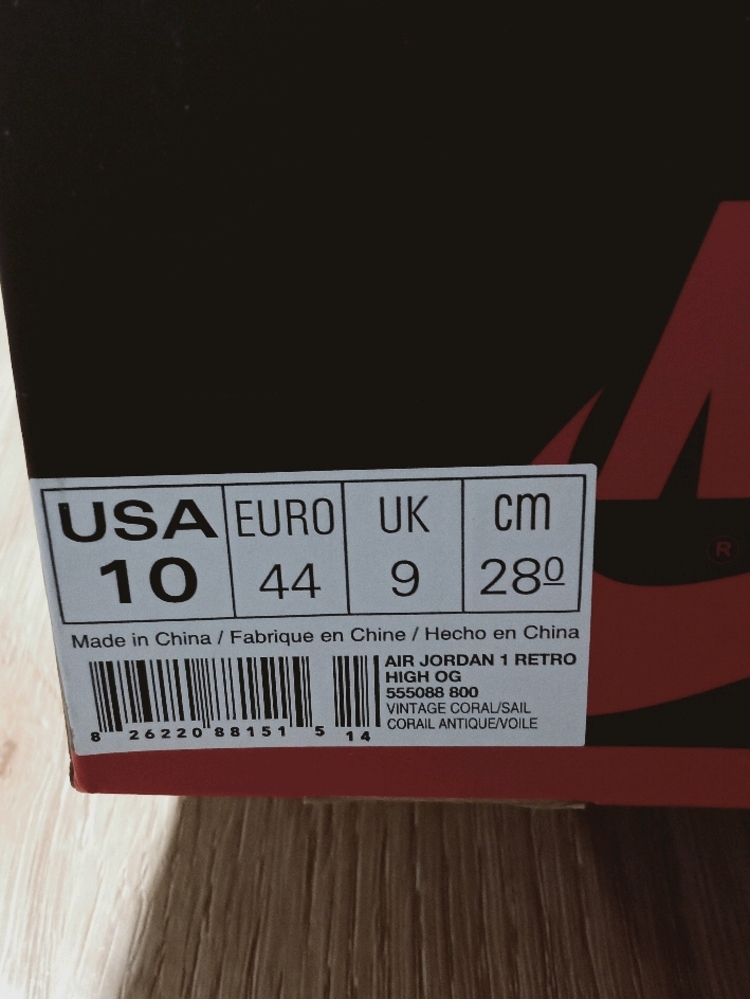 USA EURO UK cm
10 44 9 28º
Made in China / Fabrique en Chine / Hecho en China
AIR JORDAN 1 RETRO
HIGH OG
555088 800
VINTAGE CORAL/SAIL
CORAIL ANTIQUE/VOILE
8 26220 88151 5 14
®